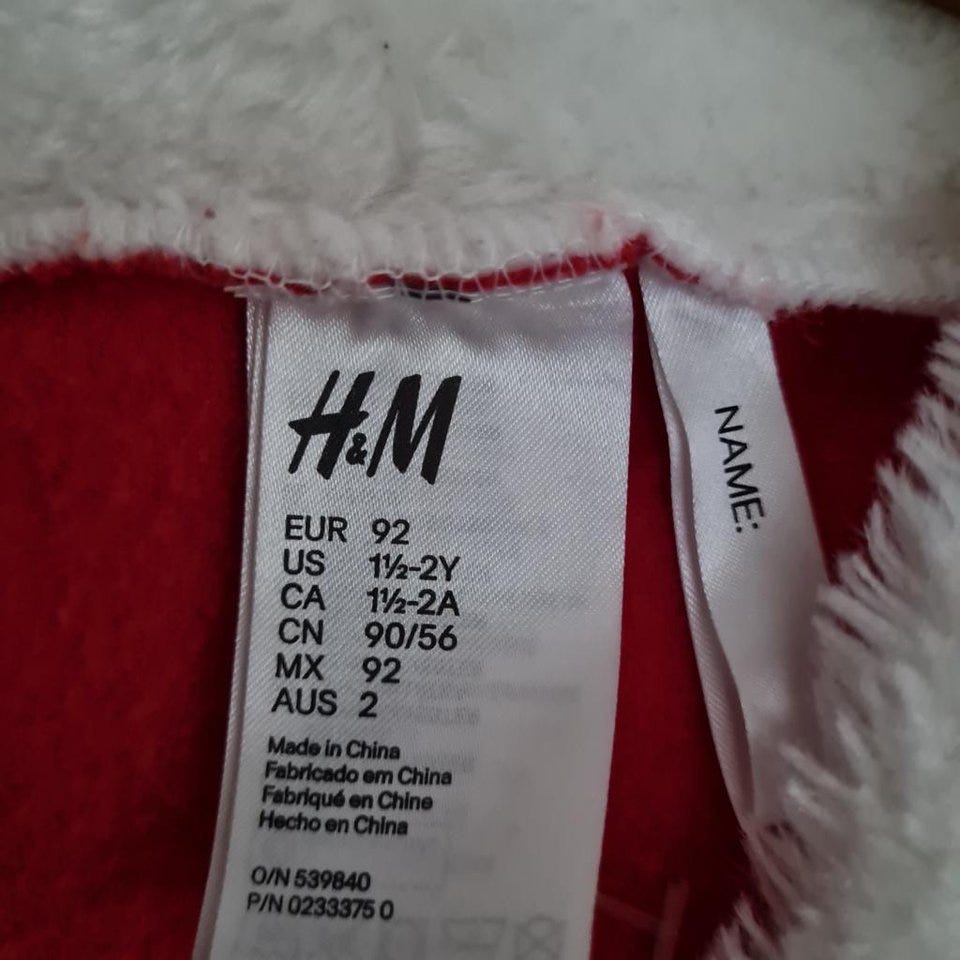 H&M
EUR 92
US 1½-2Y
CA 1½-2A
CN 90/56
MX 92
AUS 2
Made in China
Fabricado em China
Fabriqué en Chine
Hecho en China
O/N 539840
P/N 0233375 0
NAME: